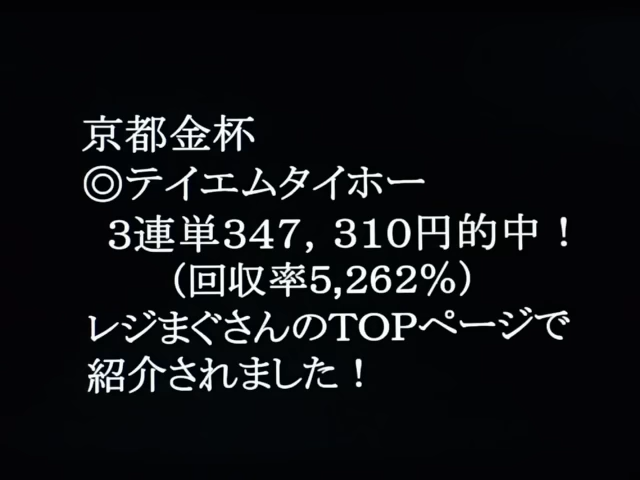 京都金杯
◎テイエムタイホー
3連単347,310円的中！
(回収率5,262%)
レジまぐさんのTOPページで
紹介されました！